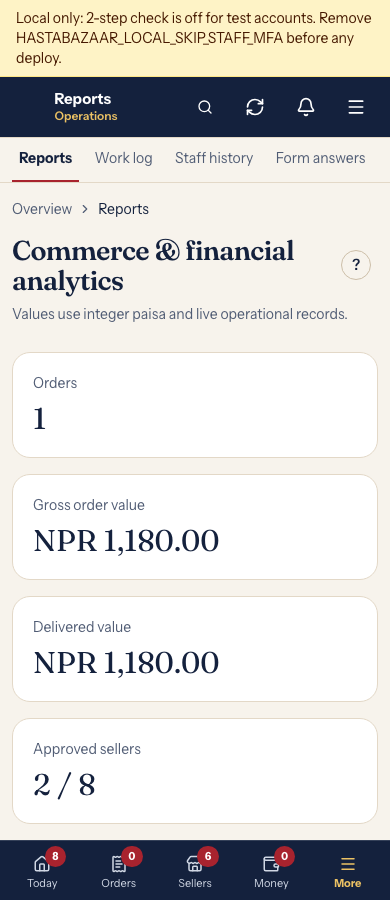 Local only: 2-step check is off for test accounts. Remove
HASTABAZAAR_LOCAL_SKIP_STAFF_MFA before any
deploy.
Reports
Operations
Reports Work log Staff history Form answers
Overview > Reports
Commerce & financial
analytics
?
Values use integer paisa and live operational records.
Orders
1
Gross order value
NPR 1,180.00
Delivered value
NPR 1,180.00
Approved sellers
2 / 8
8 0 6 0
Today Orders Sellers Money More